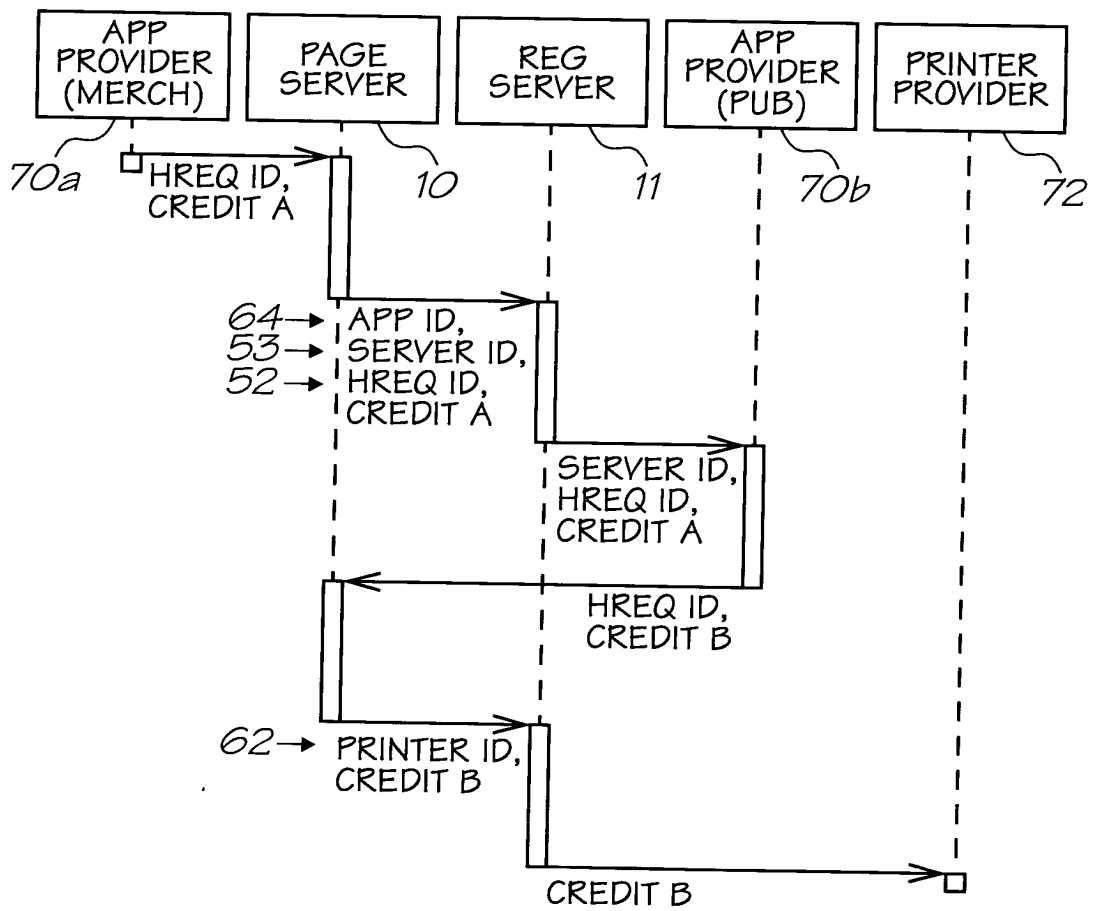 APP
PROVIDER
(MERCH)
PAGE
SERVER
REG
SERVER
APP
PROVIDER
(PUB)
PRINTER
PROVIDER
70a
10
11
70b
72
HREQ ID,
CREDIT A
64
APP ID,
53
SERVER ID,
52
HREQ ID,
CREDIT A
SERVER ID,
HREQ ID,
CREDIT A
HREQ ID,
CREDIT B
62
PRINTER ID,
CREDIT B
CREDIT B